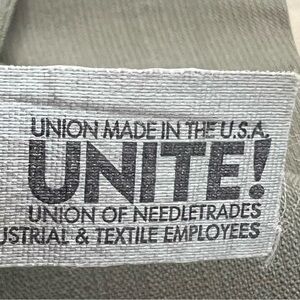 UNION MADE IN THE U.S.A.
UNITE!
UNION OF NEEDLETRADES
USTRIAL & TEXTILE EMPLOYEES